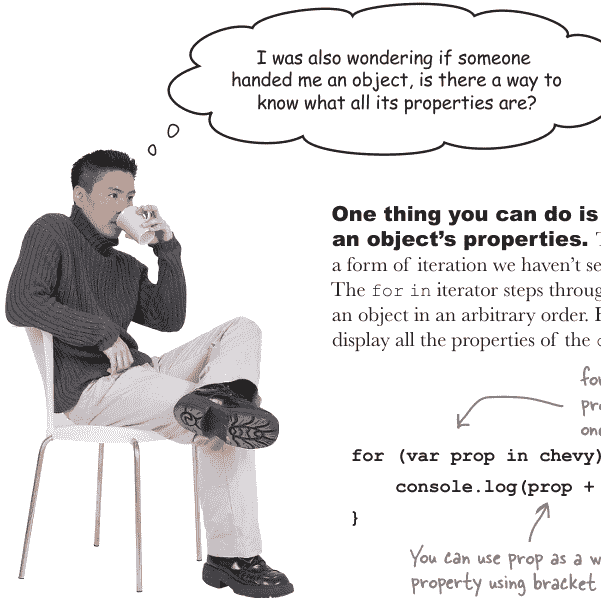 I was also wondering if someone
handed me an object, is there a way to
know what all its properties are?
One thing you can do is
an object's properties.
a form of iteration we haven't
The for in iterator steps
an object in an arbitrary order.
display all the properties of the
for (var prop in chevy)
console.log(prop +
}
You can use prop as a
property using bracket